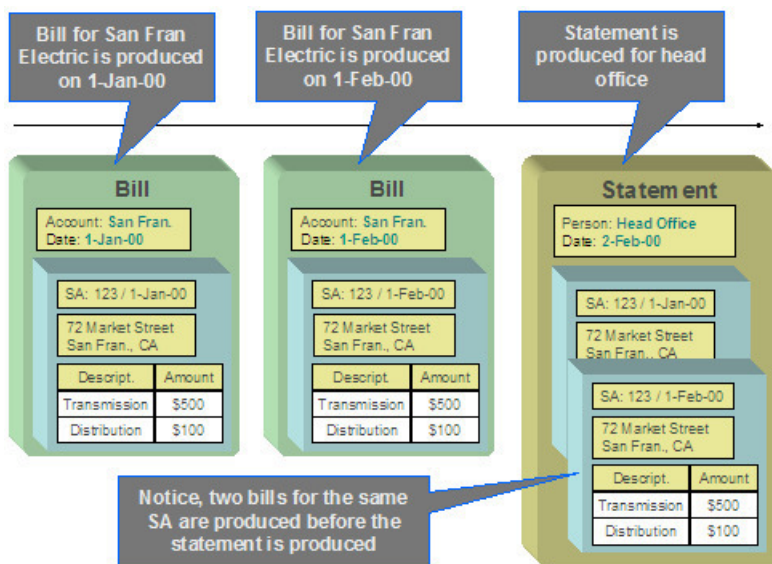 Bill for San Fran
Electric is produced
on 1-Jan-00
Bill for San Fran
Electric is produced
on 1-Feb-00
Statement is
produced for head
office
Bill
Account: San Fran.
Date: 1-Jan-00
SA: 123 / 1-Jan-00
72 Market Street
San Fran., CA
Descript. Amount
Transmission $500
Distribution $100
Bill
Account: San Fran.
Date: 1-Feb-00
SA: 123 / 1-Feb-00
72 Market Street
San Fran., CA
Descript. Amount
Transmission $500
Distribution $100
Statement
Person: Head Office
Date: 2-Feb-00
SA: 123 / 1-Jan-00
72 Market Street
San Fran., CA
SA: 123 / 1-Feb-00
72 Market Street
San Fran., CA
Descript. Amount
Transmission $500
Distribution $100
Notice, two bills for the same
SA are produced before the
statement is produced